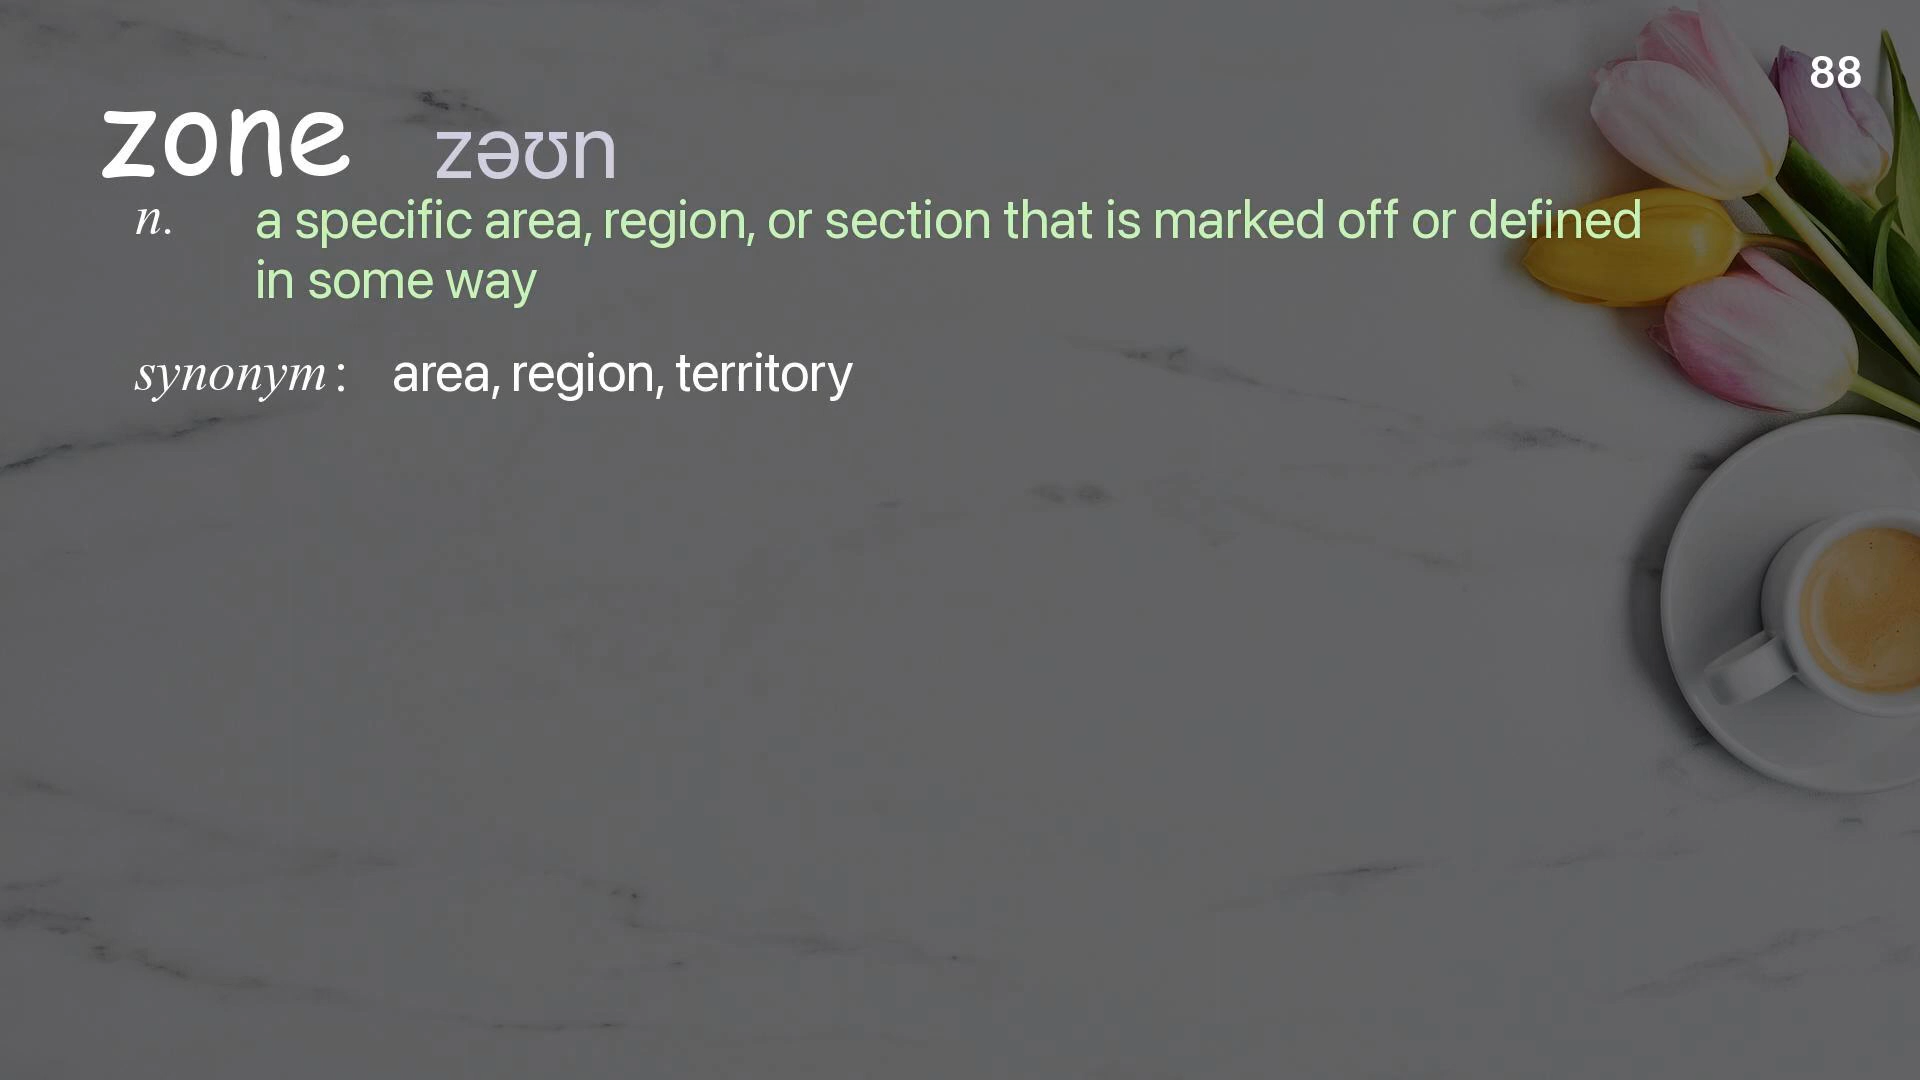 88
zone zəʊn
n. a specific area, region, or section that is marked off or defined
in some way
synonym: area, region, territory